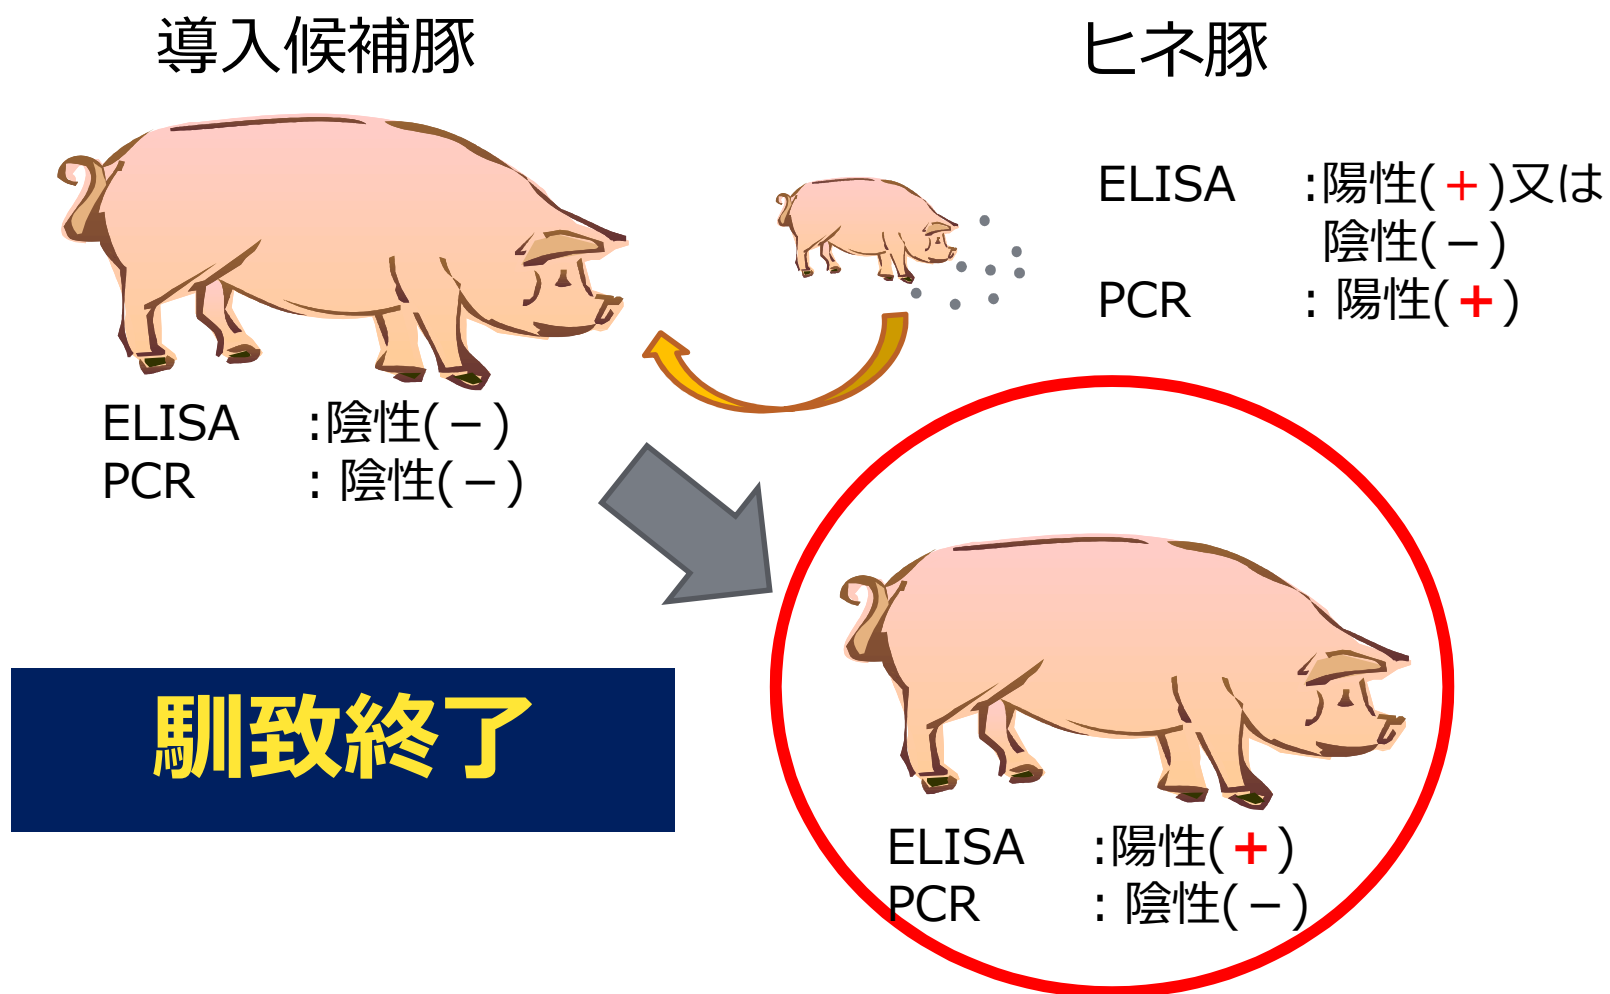 導入候補豚
ヒネ豚
ELISA :陽性(+)又は
陰性(−)
PCR :陽性(+)
ELISA :陰性(−)
PCR :陰性(−)
馴致終了
ELISA :陽性(+)
PCR :陰性(−)